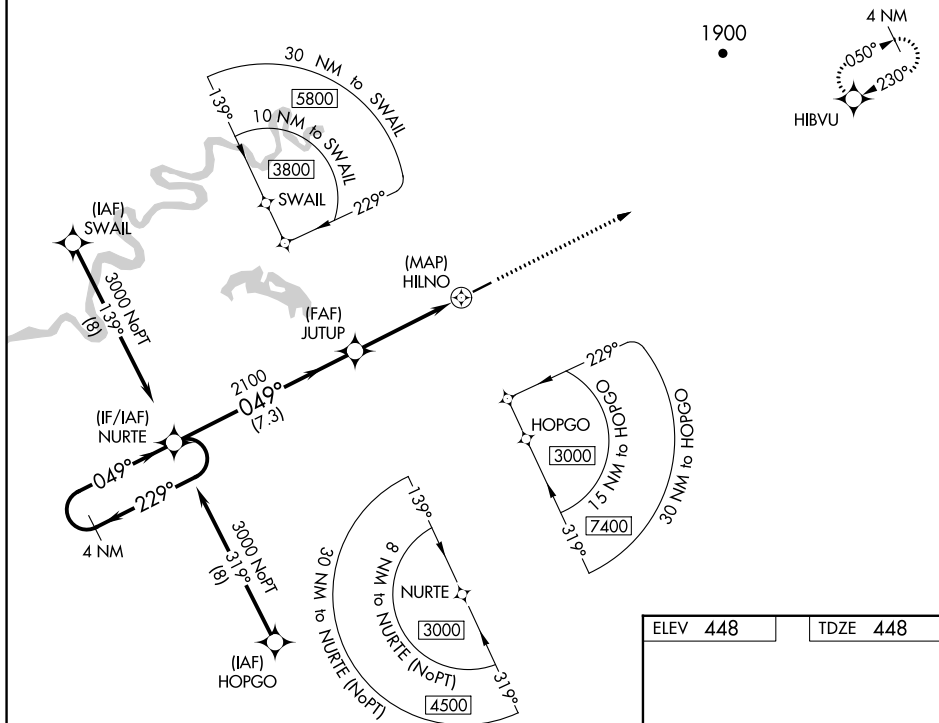 1900
4 NM
050°
230°
HIBVU
30 NM to SWAIL
5800
139°
10 NM to SWAIL
3800
SWAIL
229°
(IAF)
SWAIL
3000 NoPT
139°
(8)
(MAP)
HILNO
(FAF)
JUTUP
2100
049°
(7.3)
(IF/IAF)
NURTE
049°
229°
4 NM
3000 NoPT
319°
(8)
(IAF)
HOPGO
229°
HOPGO
3000
15 NM to HOPGO
30 NM to HOPGO
7400
319°
139°
NURTE
8 NM to NURTE (NoPT)
3000
30 NM to NURTE (NoPT)
4500
319°
ELEV 448
TDZE 448